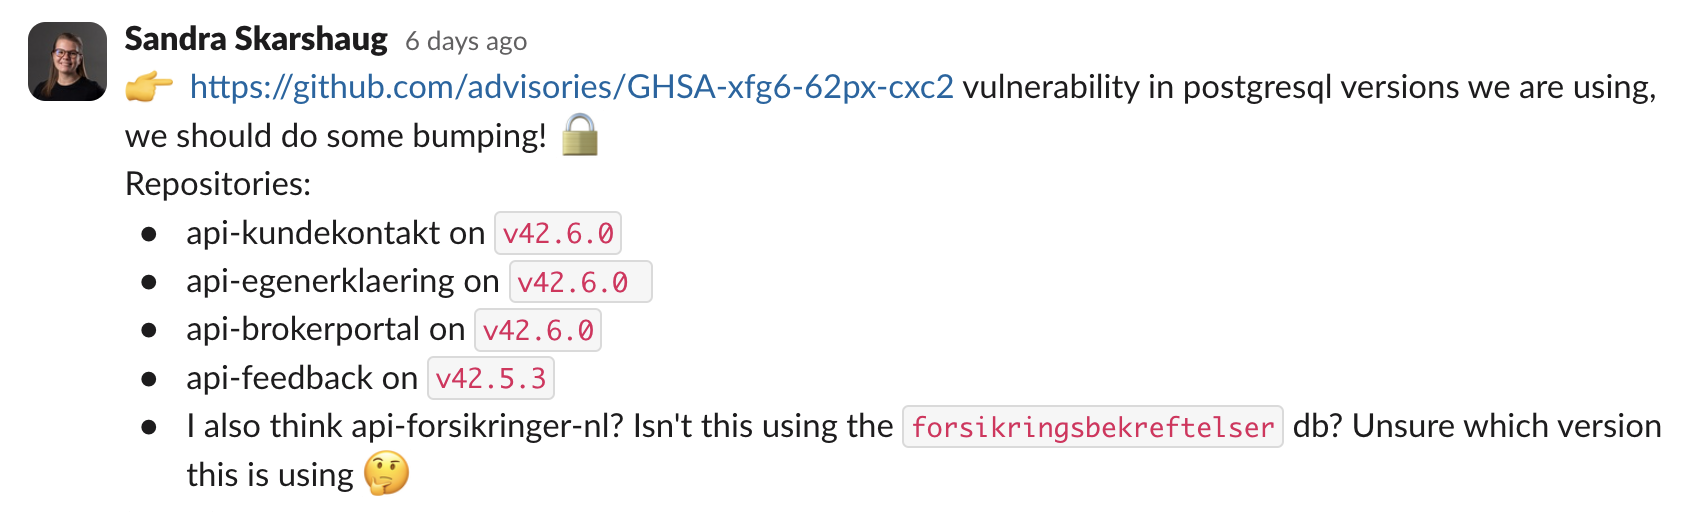 Sandra Skarshaug 6 days ago
👉 https://github.com/advisories/GHSA-xfg6-62px-cxc2 vulnerability in postgresql versions we are using,
we should do some bumping! 🔒
Repositories:
● api-kundekontakt on v42.6.0
● api-egenerklaering on v42.6.0
● api-brokerportal on v42.6.0
● api-feedback on v42.5.3
● I also think api-forsikringer-nl? Isn't this using the forsikringsbekreftelser db? Unsure which version
this is using 🤔